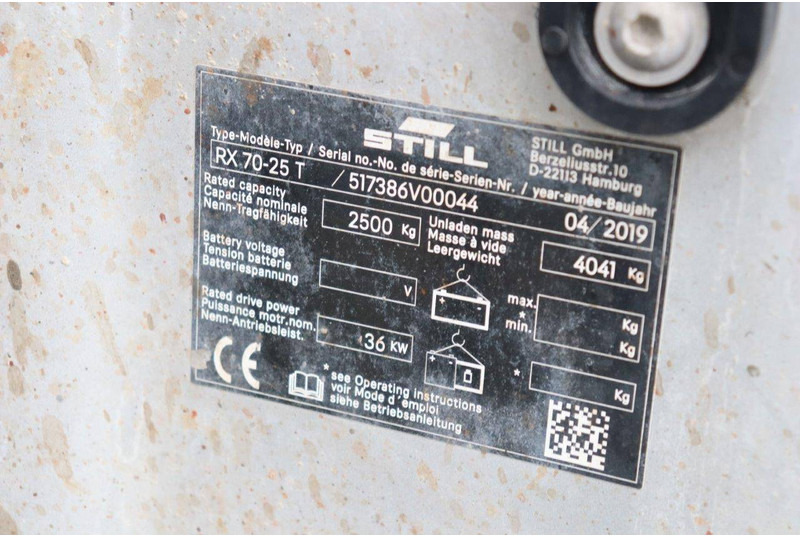 STILL
STILL GmbH
Berzeliusstr.10
D-22113 Hamburg
Type-Modèle-Typ / Serial no.-No. de série-Serien-Nr. / year-année-Baujahr
RX 70-25 T / 517386V00044 04/2019
Rated capacity
Capacité nominale
Nenn-Tragfähigkeit
2500 Kg
Unladen mass
Masse à vide
Leergewicht
4041 Kg
Battery voltage
Tension batterie
Batteriespannung
V
max.
*
min.
Kg
Kg
Rated drive power
Puissance motr.nom.
Nenn-Antriebsleist.
36 KW
* Kg
CE
* see Operating instructions
voir Mode d'emploi
siehe Betriebsanleitung